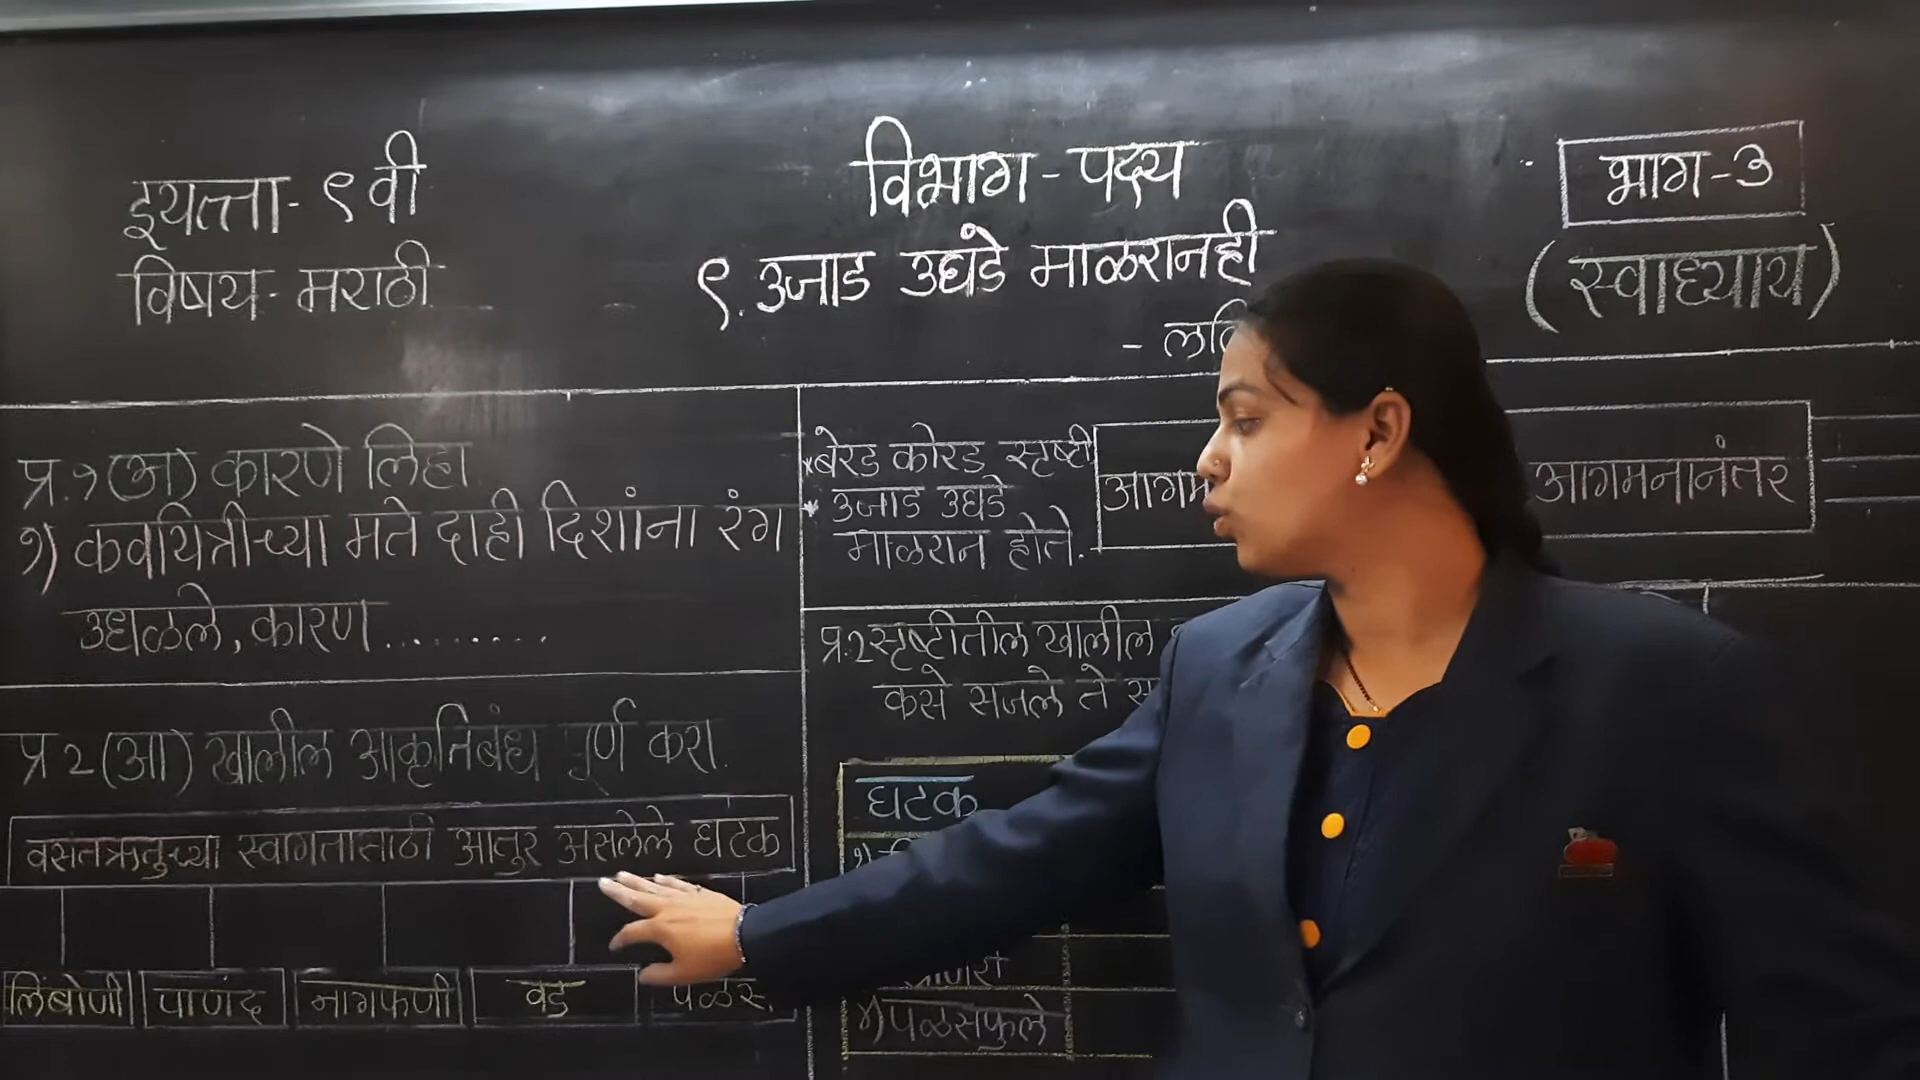 इयत्ता- ९वी
विषय- मराठी
विभाग-पद्य
९. उजाड उघडे माळरानही
भाग-३
(स्वाध्याय)
प्र.१(अ) कारणे लिहा
१) कवयित्रीच्या मते दाही दिशांना रंग
उधळले, कारण..........
प्र २(आ) खालील आकृतिबंध पूर्ण करा.
वसंतऋतुच्या स्वागतासाठी आतुर असलेले घटक
लिंबोणी
पाणंद
नागफणी
वड
पळस.
*बेरड कोरड सृष्टी
* उजाड उघडे
माळरान होते.
आगमनानंतर
प्र.२ सृष्टीतील खालील
कसे सजले ते
घटक
४)पळसफुले